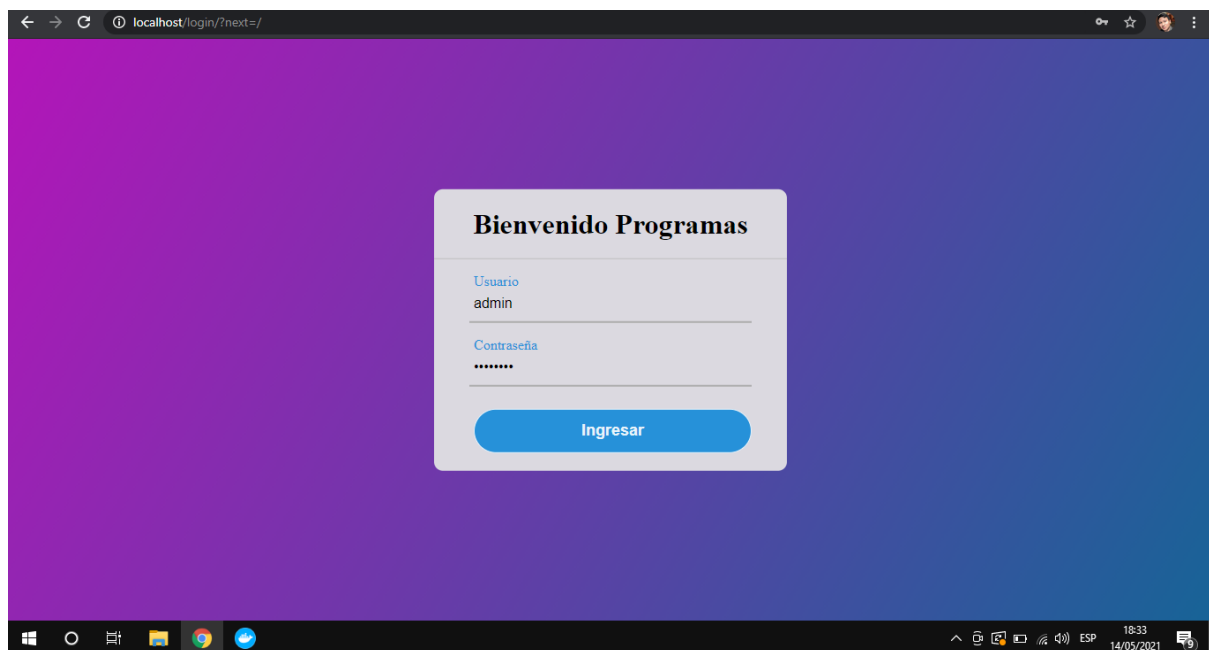 localhost/login/?next=/
Bienvenido Programas
Usuario
admin
Contraseña
••••••••
Ingresar
ESP
18:33
14/05/2021
9